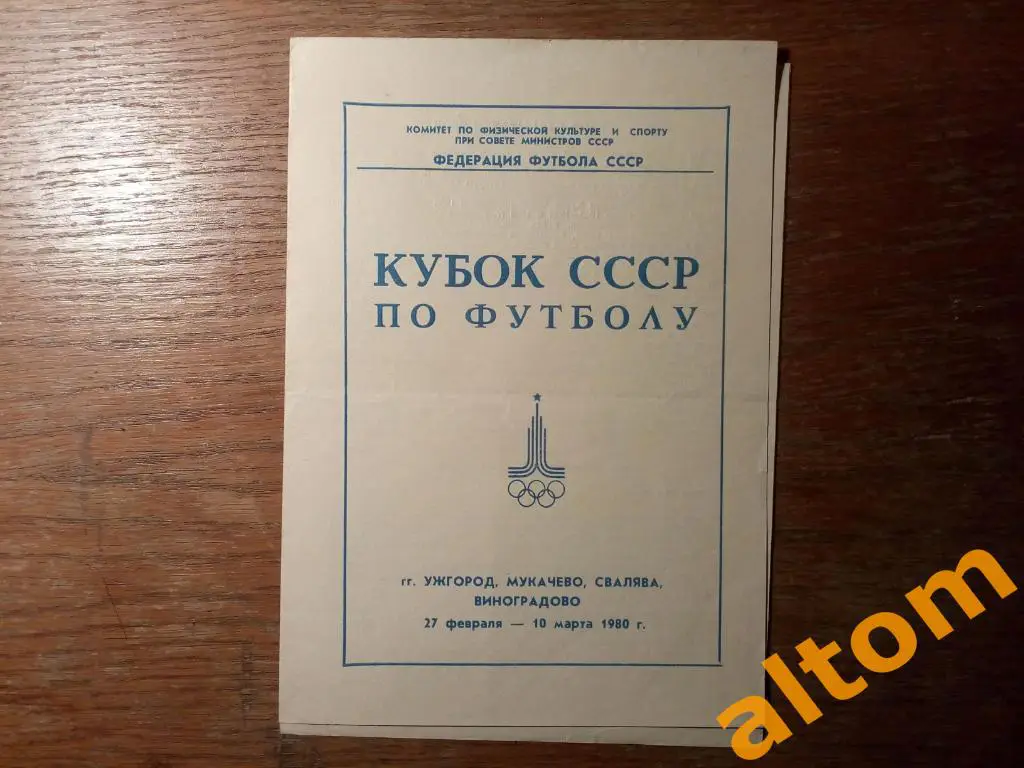 КОМИТЕТ ПО ФИЗИЧЕСКОЙ КУЛЬТУРЕ И СПОРТУ
ПРИ СОВЕТЕ МИНИСТРОВ СССР
ФЕДЕРАЦИЯ ФУТБОЛА СССР
КУБОК СССР
ПО ФУТБОЛУ
гг. УЖГОРОД, МУКАЧЕВО, СВАЛЯВА,
ВИНОГРАДОВО
27 февраля — 10 марта 1980 г.
altom